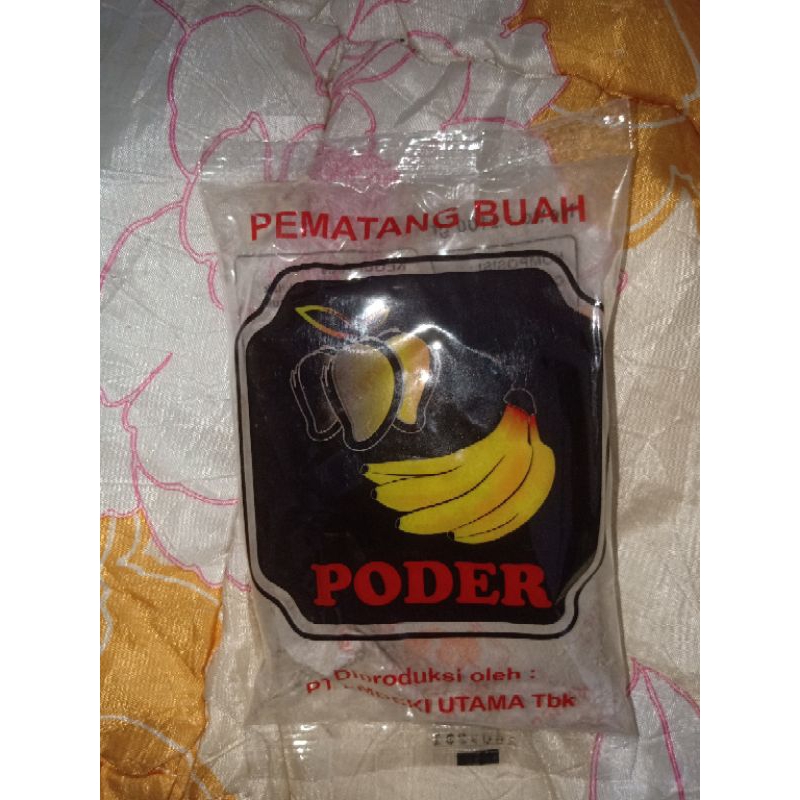 PEMATANG BUAH
PODER
Diproduksi oleh :
PT UTAMA Tbk